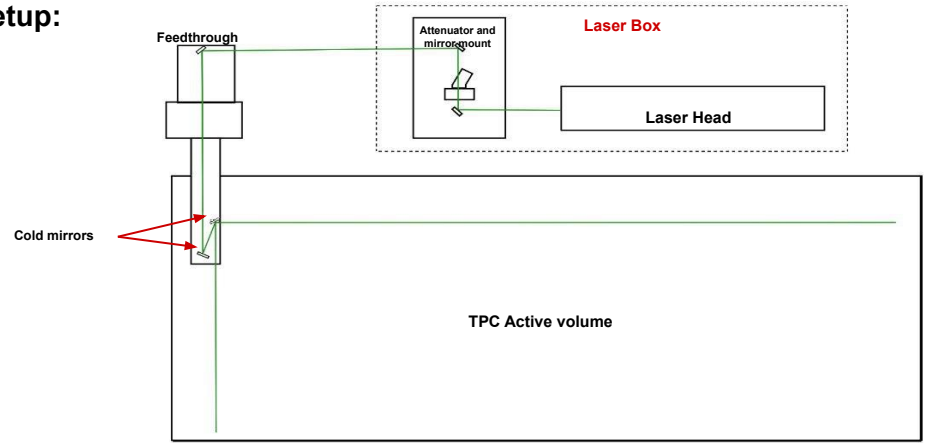 etup:
Feedthrough
Attenuator and
mirror mount
Laser Box
Laser Head
Cold mirrors
TPC Active volume